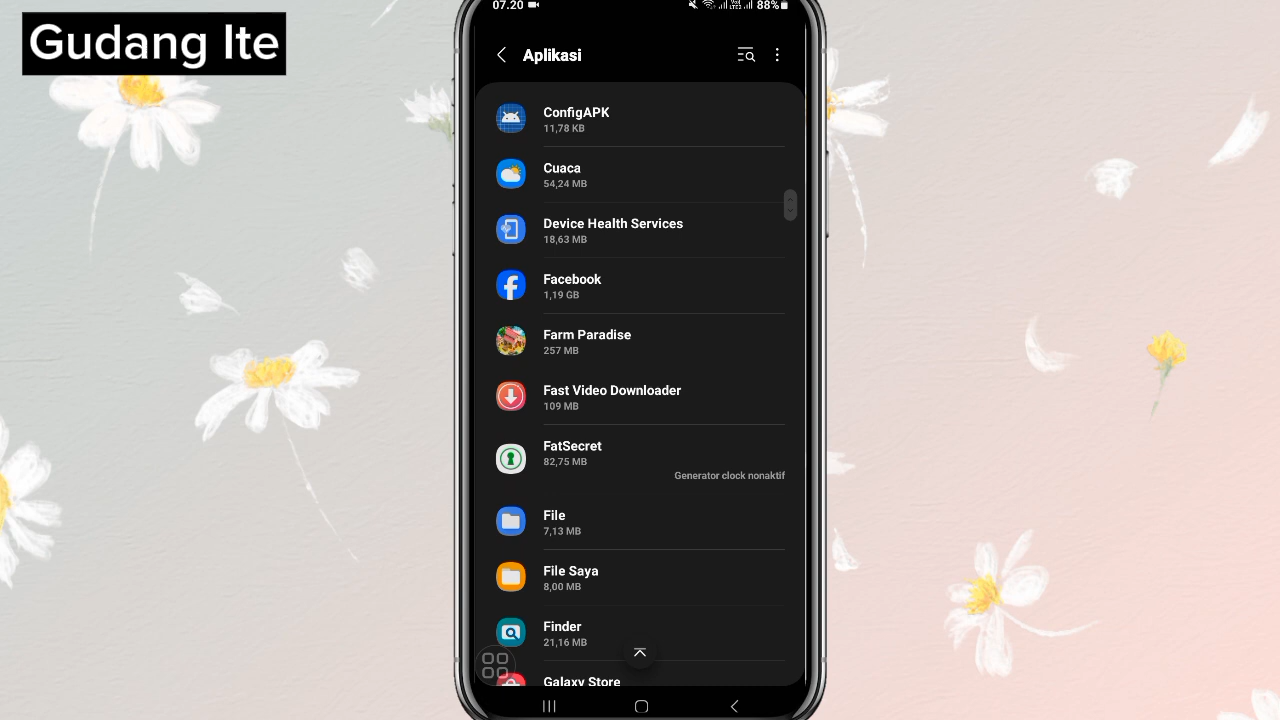 Gudang Ite
07.20
88%
Aplikasi
ConfigAPK
11,78 KB
Cuaca
54,24 MB
Device Health Services
18,63 MB
Facebook
1,19 GB
Farm Paradise
257 MB
Fast Video Downloader
109 MB
FatSecret
82,75 MB
Generator clock nonaktif
File
7,13 MB
File Saya
8,00 MB
Finder
21,16 MB
Galaxy Store